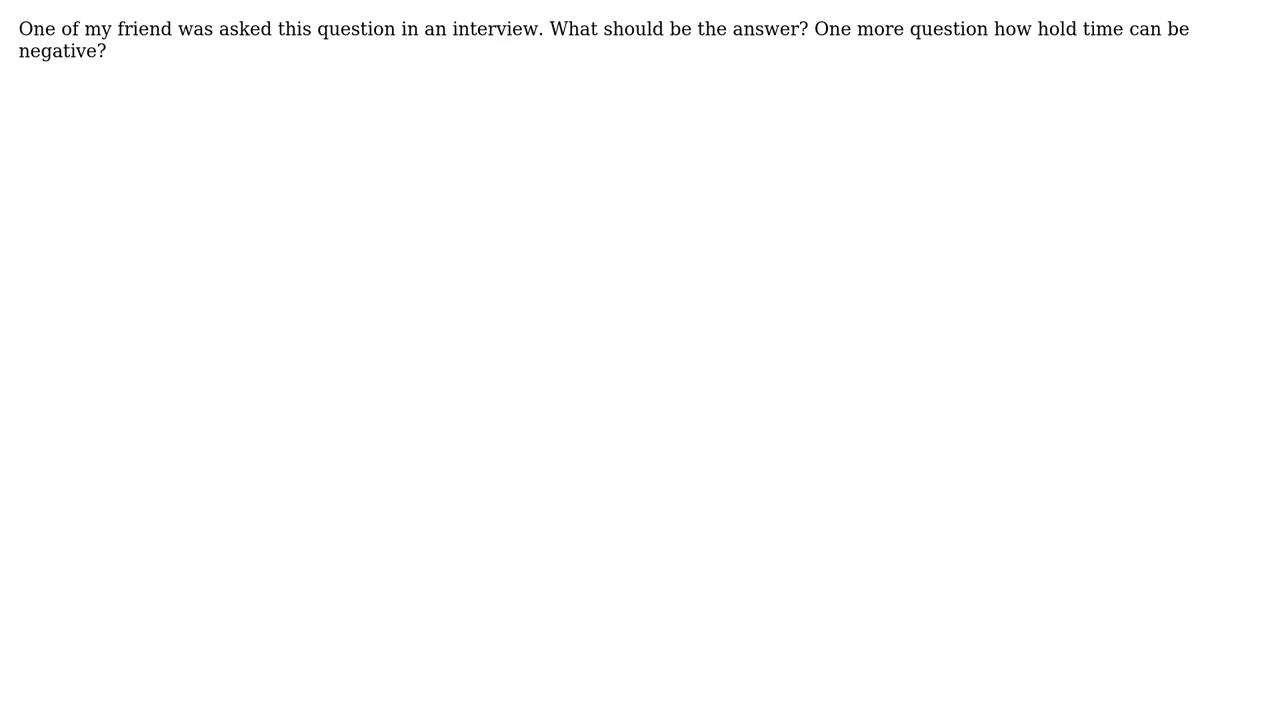 One of my friend was asked this question in an interview. What should be the answer? One more question how hold time can be
negative?